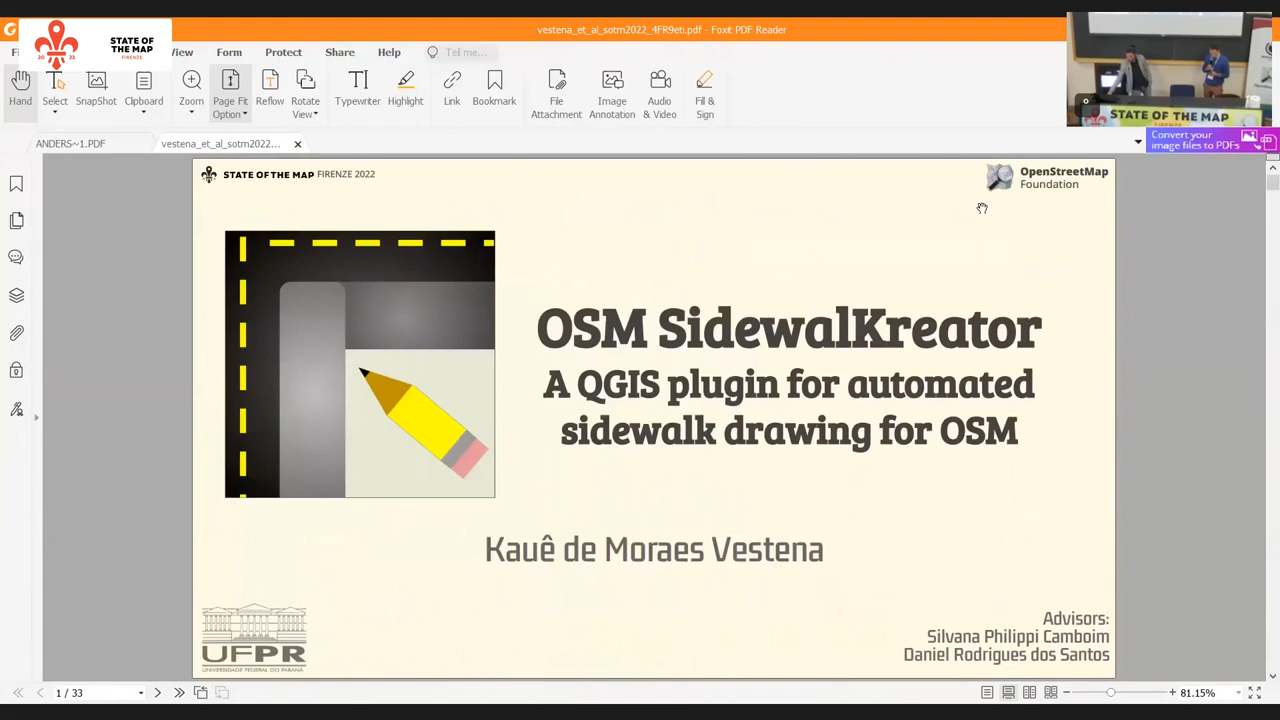 vestena_et_al_sotm2022_4FR9eti.pdf - Foxit PDF Reader
STATE OF
THE MAP
FIRENZE
20 22
View
Form
Protect
Share
Help
Tell me...
Hand
Select
SnapShot
Clipboard
Zoom
Page Fit
Option
Reflow
Rotate
View
Typewriter
Highlight
Link
Bookmark
File
Attachment
Image
Annotation
Audio
& Video
Fill &
Sign
STATE OF THE MAP
FIRENZE
ANDERS~1.PDF
vestena_et_al_sotm2022...
Convert your
image files to PDFs
STATE OF THE MAP FIRENZE 2022
OpenStreetMap
Foundation
OSM SidewalKreator
A QGIS plugin for automated
sidewalk drawing for OSM
Kauê de Moraes Vestena
UFPR
UNIVERSIDADE FEDERAL DO PARANÁ
Advisors:
Silvana Philippi Camboim
Daniel Rodrigues dos Santos
1 / 33
81.15%